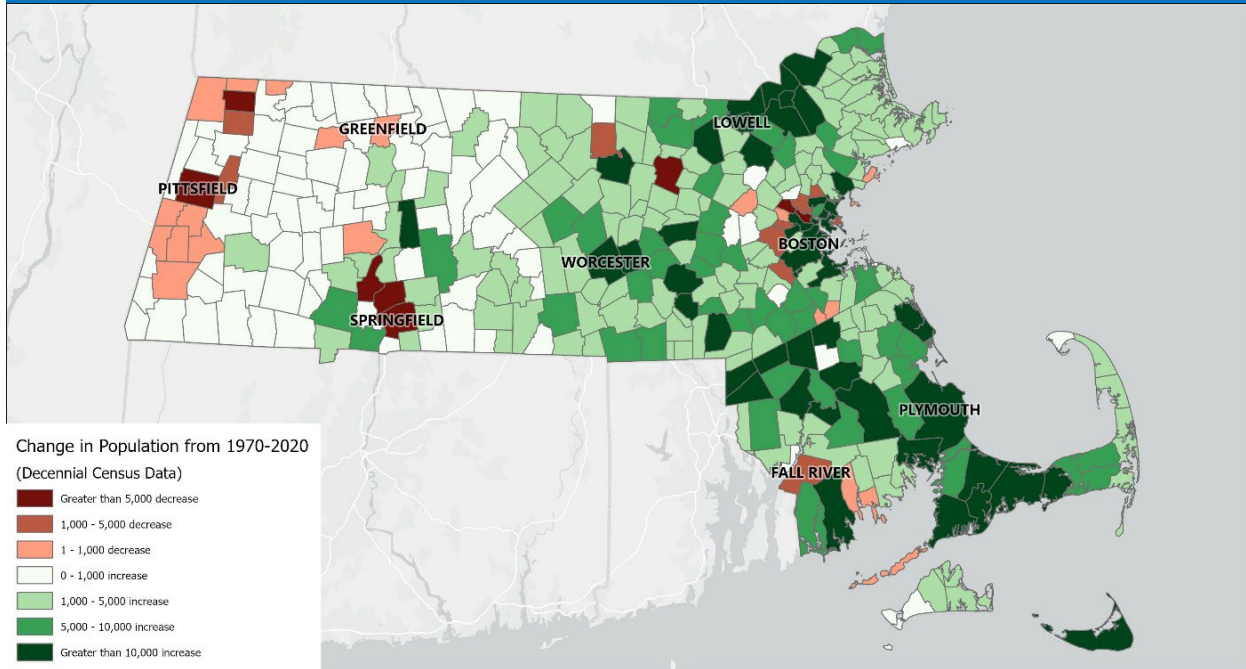 GREENFIELD
LOWELL
PITTSFIELD
BOSTON
WORCESTER
SPRINGFIELD
PLYMOUTH
FALL RIVER
Change in Population from 1970-2020
(Decennial Census Data)
Greater than 5,000 decrease
1,000 - 5,000 decrease
1 - 1,000 decrease
0 - 1,000 increase
1,000 - 5,000 increase
5,000 - 10,000 increase
Greater than 10,000 increase